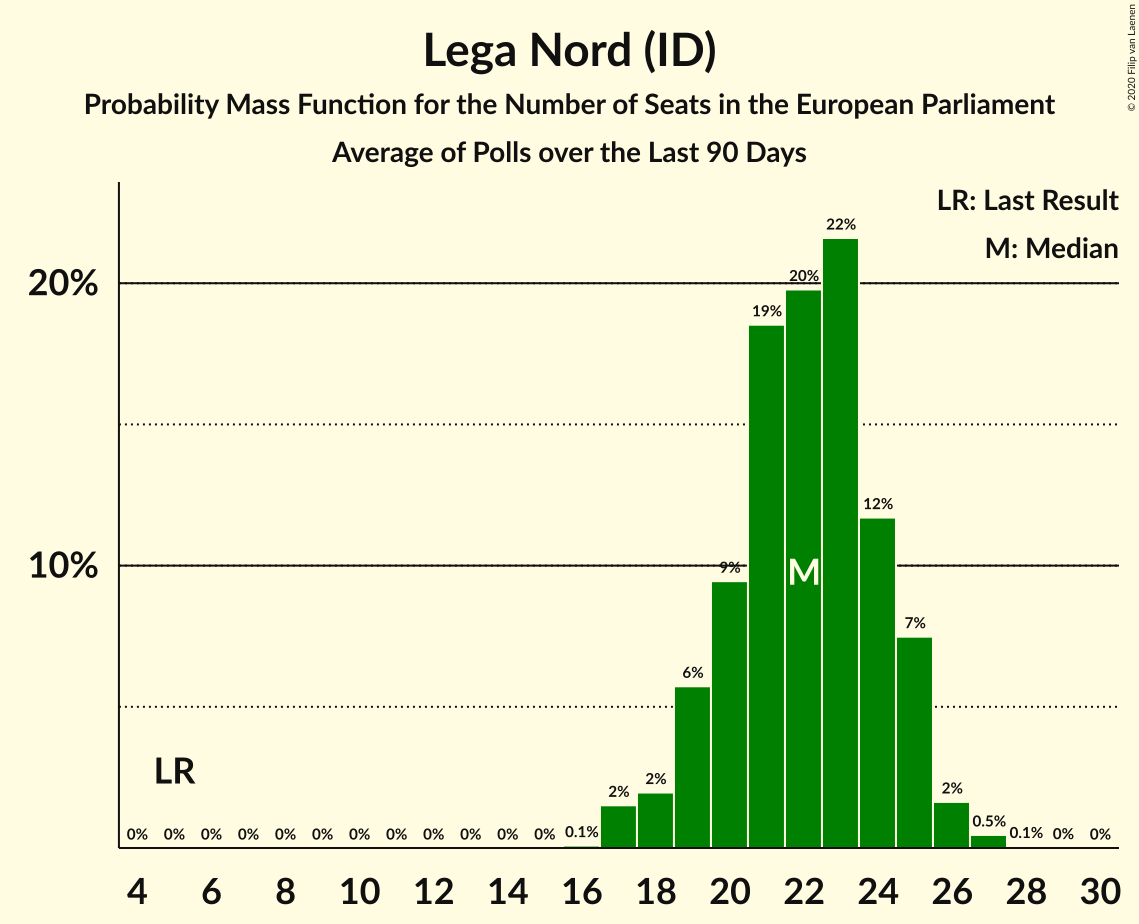 Lega Nord (ID)
Probability Mass Function for the Number of Seats in the European Parliament
Average of Polls over the Last 90 Days
© 2020 Filip van Laenen
LR: Last Result
M: Median
20%
10%
22%
20%
19%
12%
9%
M
7%
6%
LR
2%
2%
2%
0.5%
0% 0% 0% 0% 0% 0% 0% 0% 0% 0% 0% 0% 0.1% 0.1% 0% 0%
4 6 8 10 12 14 16 18 20 22 24 26 28 30